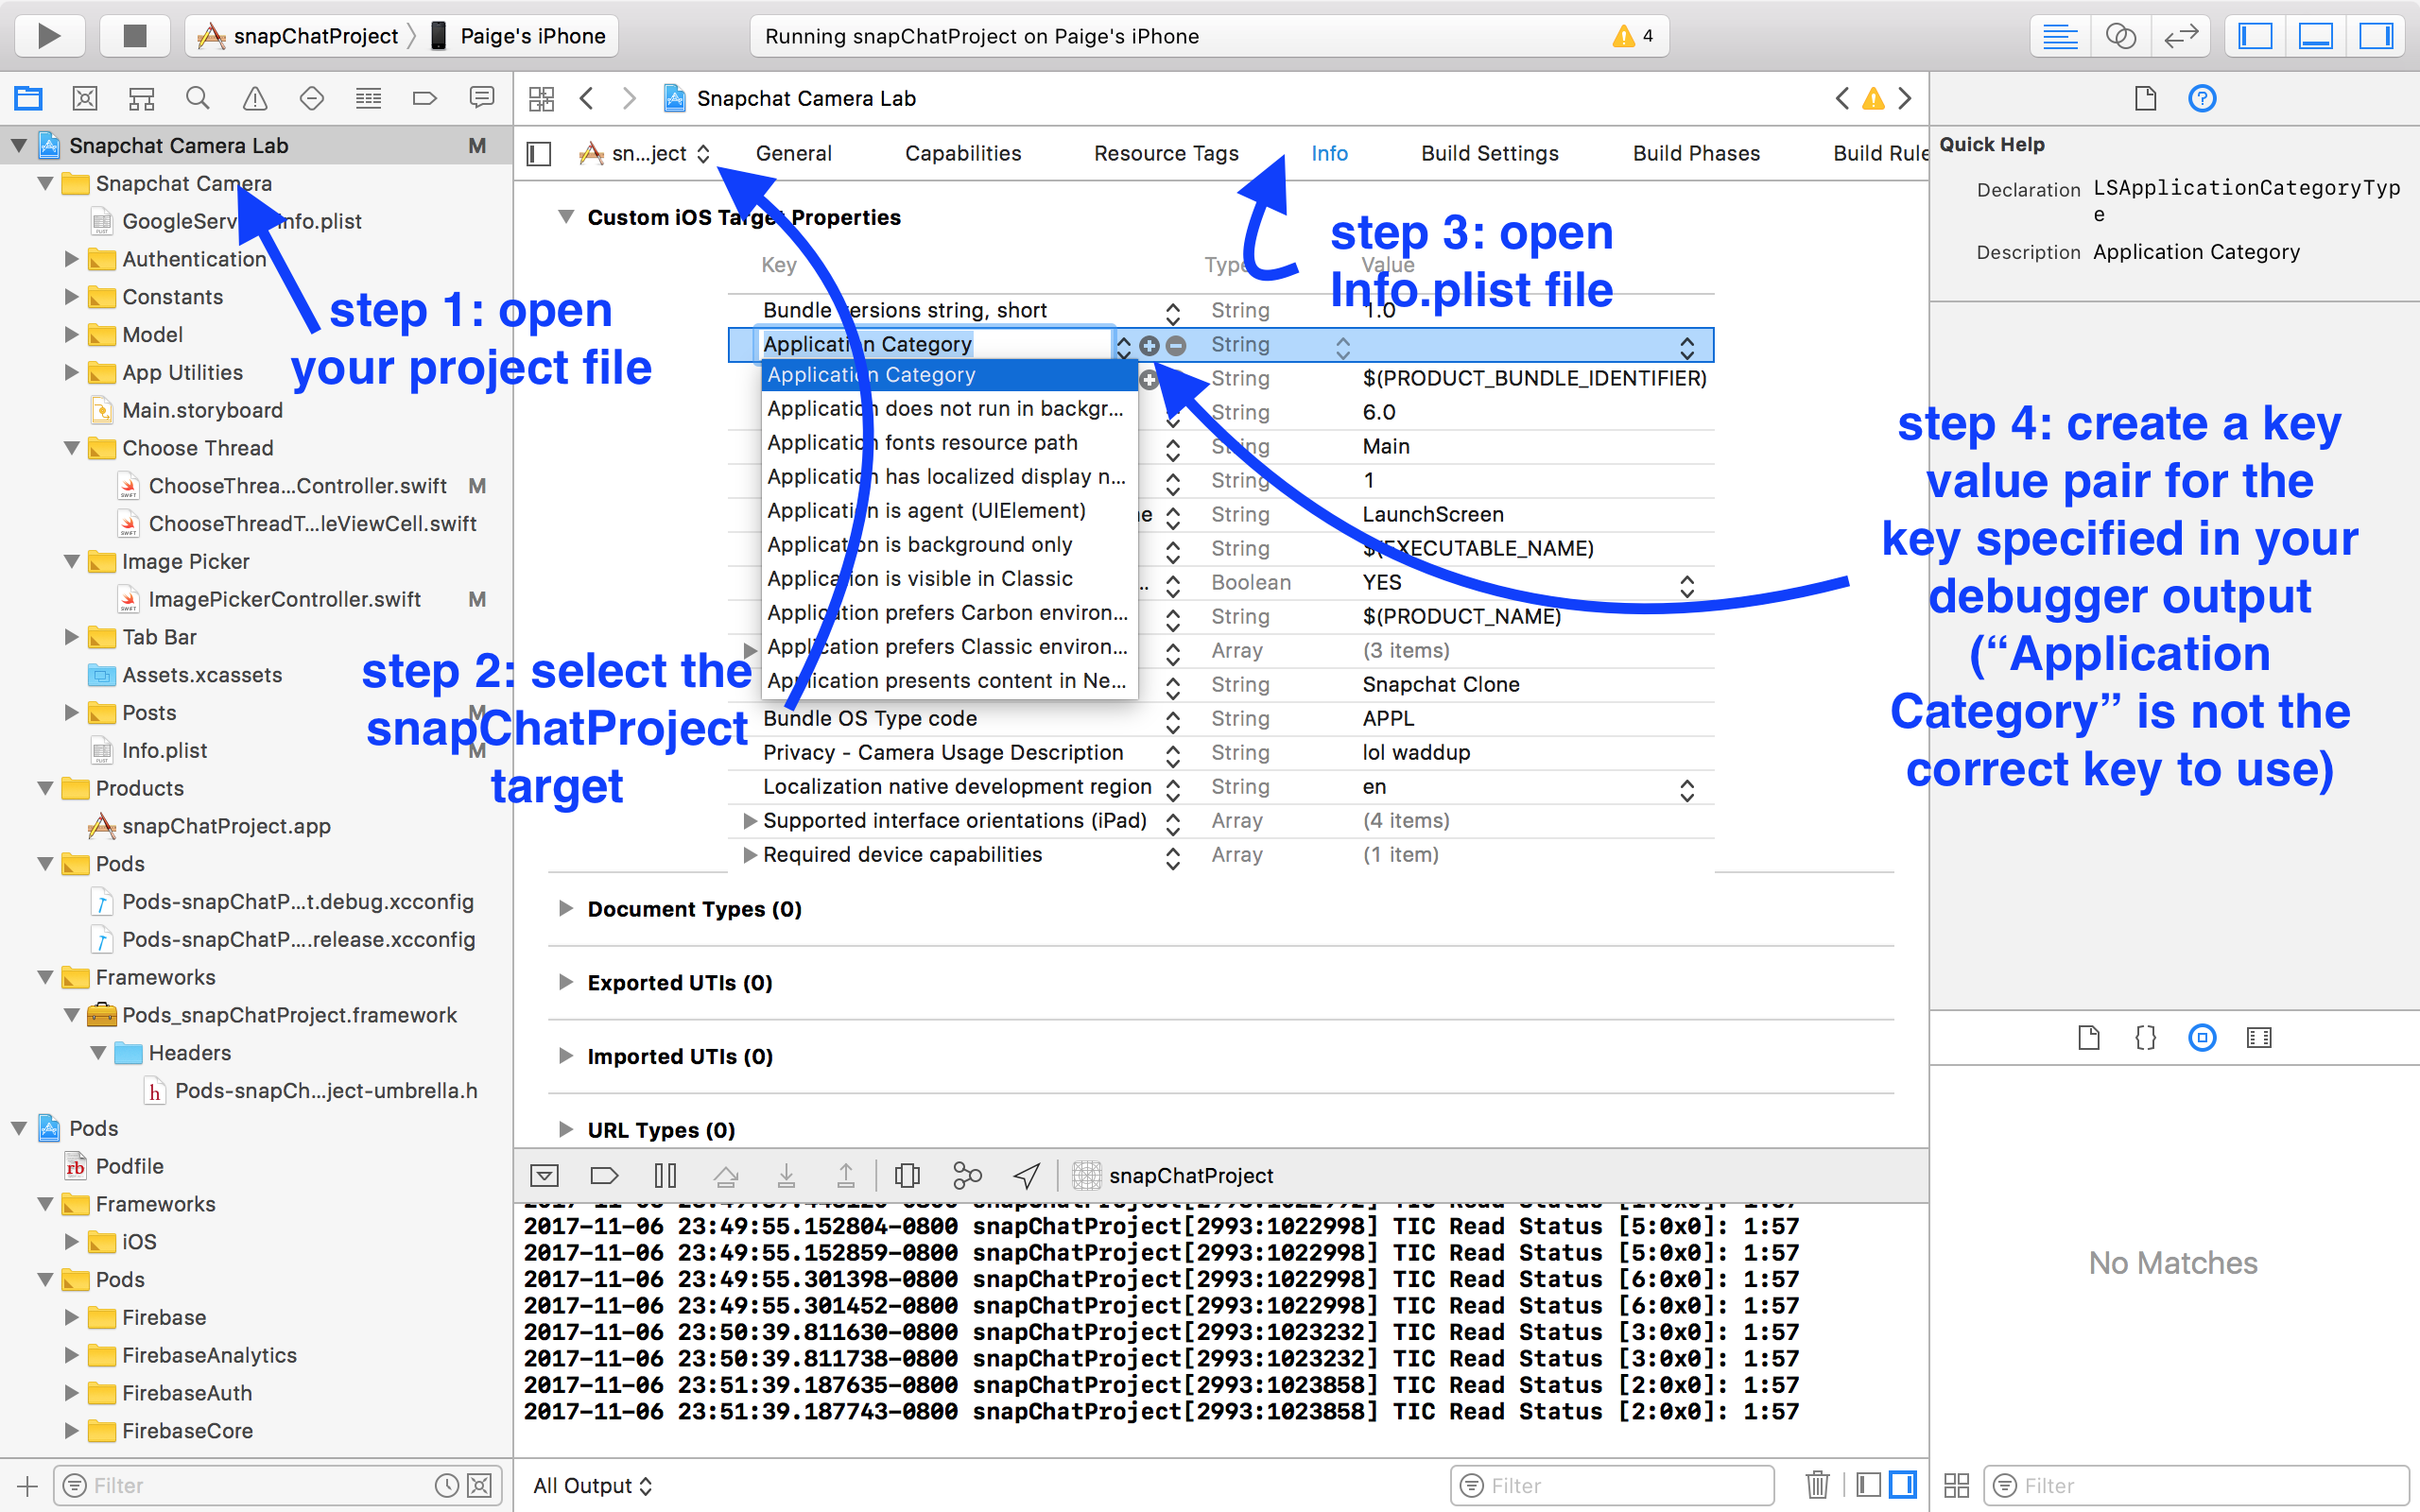 snapChatProject
Paige's iPhone
Running snapChatProject on Paige's iPhone
4
Snapchat Camera Lab
M
Snapchat Camera
GoogleServ Info.plist
Authentication
Constants
Model
App Utilities
Main.storyboard
Choose Thread
ChooseThrea...Controller.swift
M
ChooseThreadT...leViewCell.swift
Image Picker
ImagePickerController.swift
M
Tab Bar
Assets.xcassets
Posts
M
Info.plist
M
Products
snapChatProject.app
Pods
Pods-snapChatP...t.debug.xcconfig
Pods-snapChatP....release.xcconfig
Frameworks
Pods_snapChatProject.framework
Headers
Pods-snapCh...ject-umbrella.h
Pods
Podfile
Frameworks
iOS
Pods
Firebase
FirebaseAnalytics
FirebaseAuth
FirebaseCore
Filter
step 1: open
your project file
step 2: select the
snapChatProject
target
step 3: open
Info.plist file
step 4: create a key
value pair for the
key specified in your
debugger output
(“Application
Category” is not the
correct key to use)
Snapchat Camera Lab
sn...ject
General
Capabilities
Resource Tags
Info
Build Settings
Build Phases
Build Rule
Custom iOS Target Properties
Key Type Value
Bundle versions string, short String 1.0
Application Category String
Application Category
String $(PRODUCT_BUNDLE_IDENTIFIER)
Application does not run in backgr...
String 6.0
Application fonts resource path
String Main
Application has localized display n...
String 1
Application is agent (UIElement)
String LaunchScreen
Application is background only
String $(EXECUTABLE_NAME)
Application is visible in Classic
Boolean YES
Application prefers Carbon environ...
String $(PRODUCT_NAME)
Application prefers Classic environ...
Array (3 items)
Application presents content in Ne...
String Snapchat Clone
Bundle OS Type code String APPL
Privacy - Camera Usage Description String lol waddup
Localization native development region String en
Supported interface orientations (iPad) Array (4 items)
Required device capabilities Array (1 item)
Document Types (0)
Exported UTIs (0)
Imported UTIs (0)
URL Types (0)
snapChatProject
2017-11-06 23:49:55.152804-0800 snapChatProject[2993:1022998] TIC Read Status [5:0x0]: 1:57
2017-11-06 23:49:55.152859-0800 snapChatProject[2993:1022998] TIC Read Status [5:0x0]: 1:57
2017-11-06 23:49:55.301398-0800 snapChatProject[2993:1022998] TIC Read Status [6:0x0]: 1:57
2017-11-06 23:49:55.301452-0800 snapChatProject[2993:1022998] TIC Read Status [6:0x0]: 1:57
2017-11-06 23:50:39.811630-0800 snapChatProject[2993:1023232] TIC Read Status [3:0x0]: 1:57
2017-11-06 23:50:39.811738-0800 snapChatProject[2993:1023232] TIC Read Status [3:0x0]: 1:57
2017-11-06 23:51:39.187635-0800 snapChatProject[2993:1023858] TIC Read Status [2:0x0]: 1:57
2017-11-06 23:51:39.187743-0800 snapChatProject[2993:1023858] TIC Read Status [2:0x0]: 1:57
All Output
Filter
Quick Help
Declaration LSApplicationCategoryTyp
e
Description Application Category
No Matches
Filter